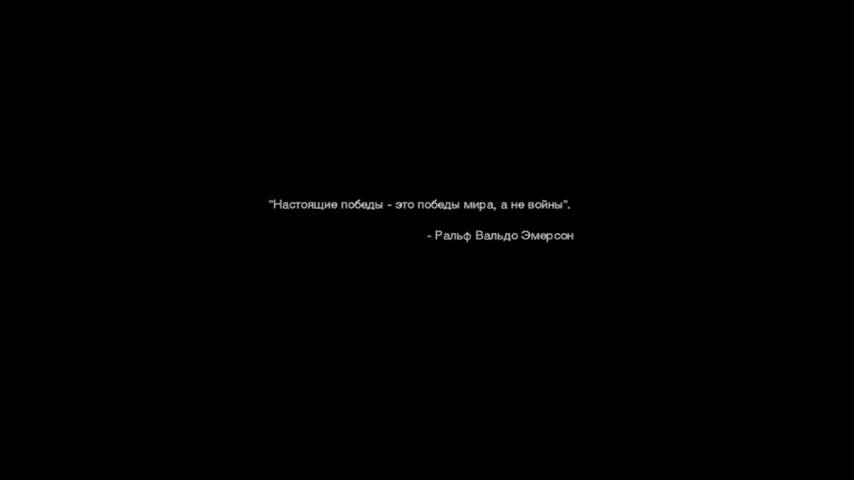 "Настоящие победы - это победы мира, а не войны".
- Ральф Вальдо Эмерсон